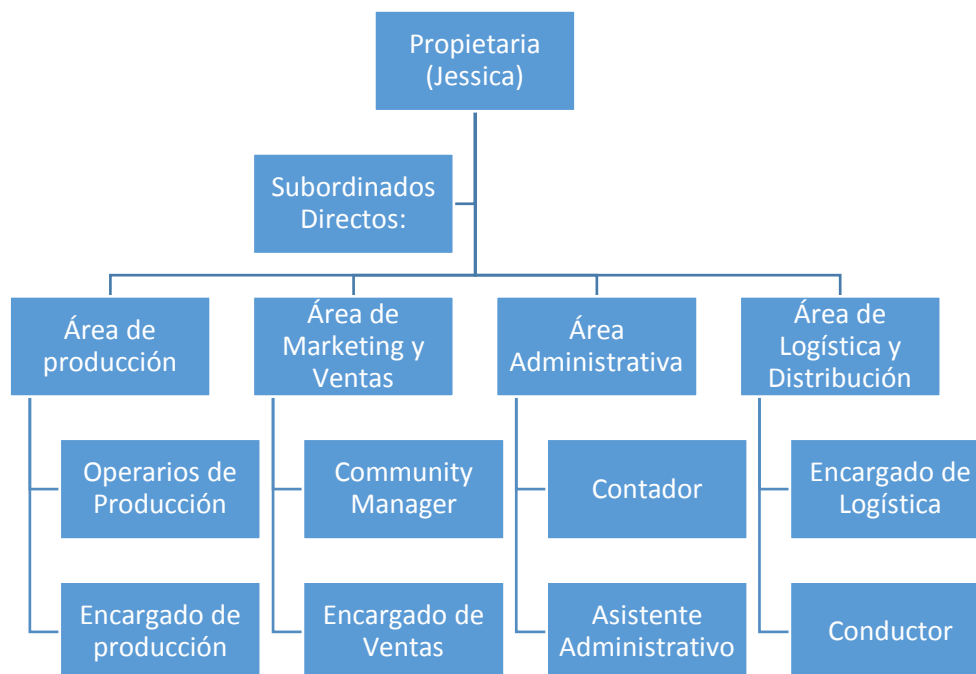 Propietaria
(Jessica)
Subordinados
Directos:
Área de
producción
Área de
Marketing y
Ventas
Área
Administrativa
Área de
Logística y
Distribución
Operarios de
Producción
Community
Manager
Contador
Encargado de
Logística
Encargado de
producción
Encargado de
Ventas
Asistente
Administrativo
Conductor